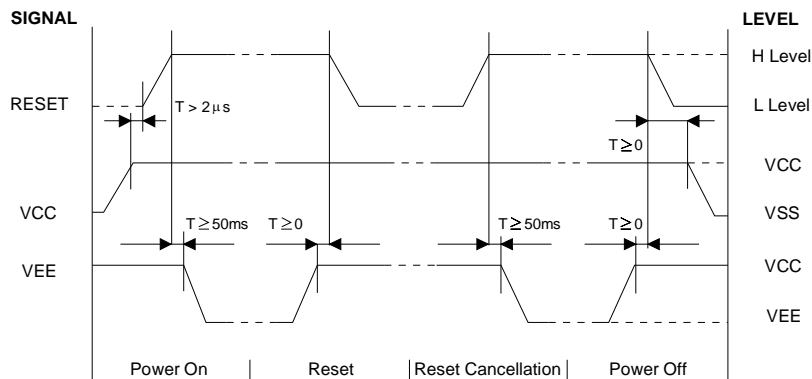 SIGNAL LEVEL
H Level
RESET L Level
T > 2μs
T ≥ 0
VCC
VCC VSS
T ≥ 50ms T ≥ 0 T ≥ 50ms T ≥ 0
VEE VCC
VEE
Power On Reset Reset Cancellation Power Off